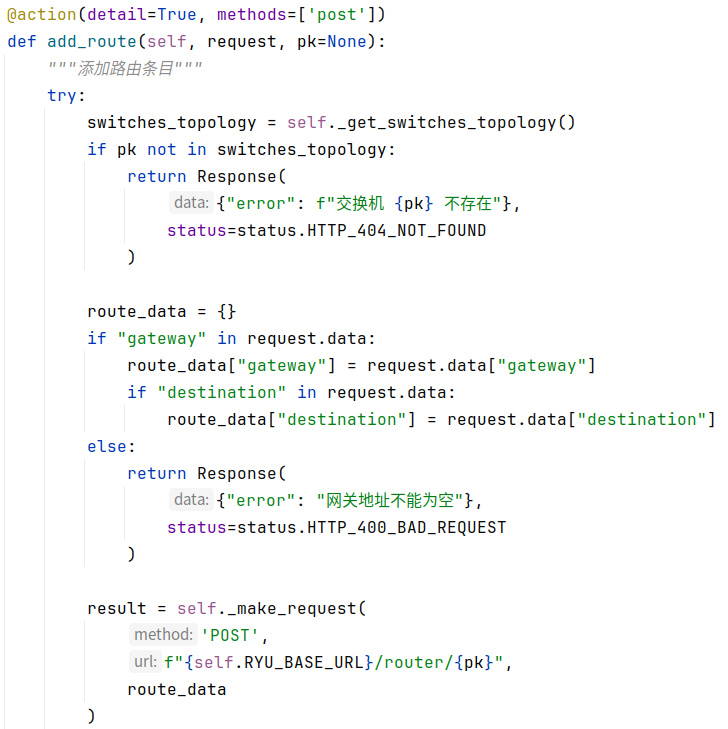 @action(detail=True, methods=['post'])
def add_route(self, request, pk=None):
    """添加路由条目"""
    try:
        switches_topology = self._get_switches_topology()
        if pk not in switches_topology:
            return Response(
                data: {"error": f"交换机 {pk} 不存在"},
                status=status.HTTP_404_NOT_FOUND
            )

        route_data = {}
        if "gateway" in request.data:
            route_data["gateway"] = request.data["gateway"]
            if "destination" in request.data:
                route_data["destination"] = request.data["destination"]
        else:
            return Response(
                data: {"error": "网关地址不能为空"},
                status=status.HTTP_400_BAD_REQUEST
            )

        result = self._make_request(
            method: 'POST',
            url: f"{self.RYU_BASE_URL}/router/{pk}",
            route_data
        )